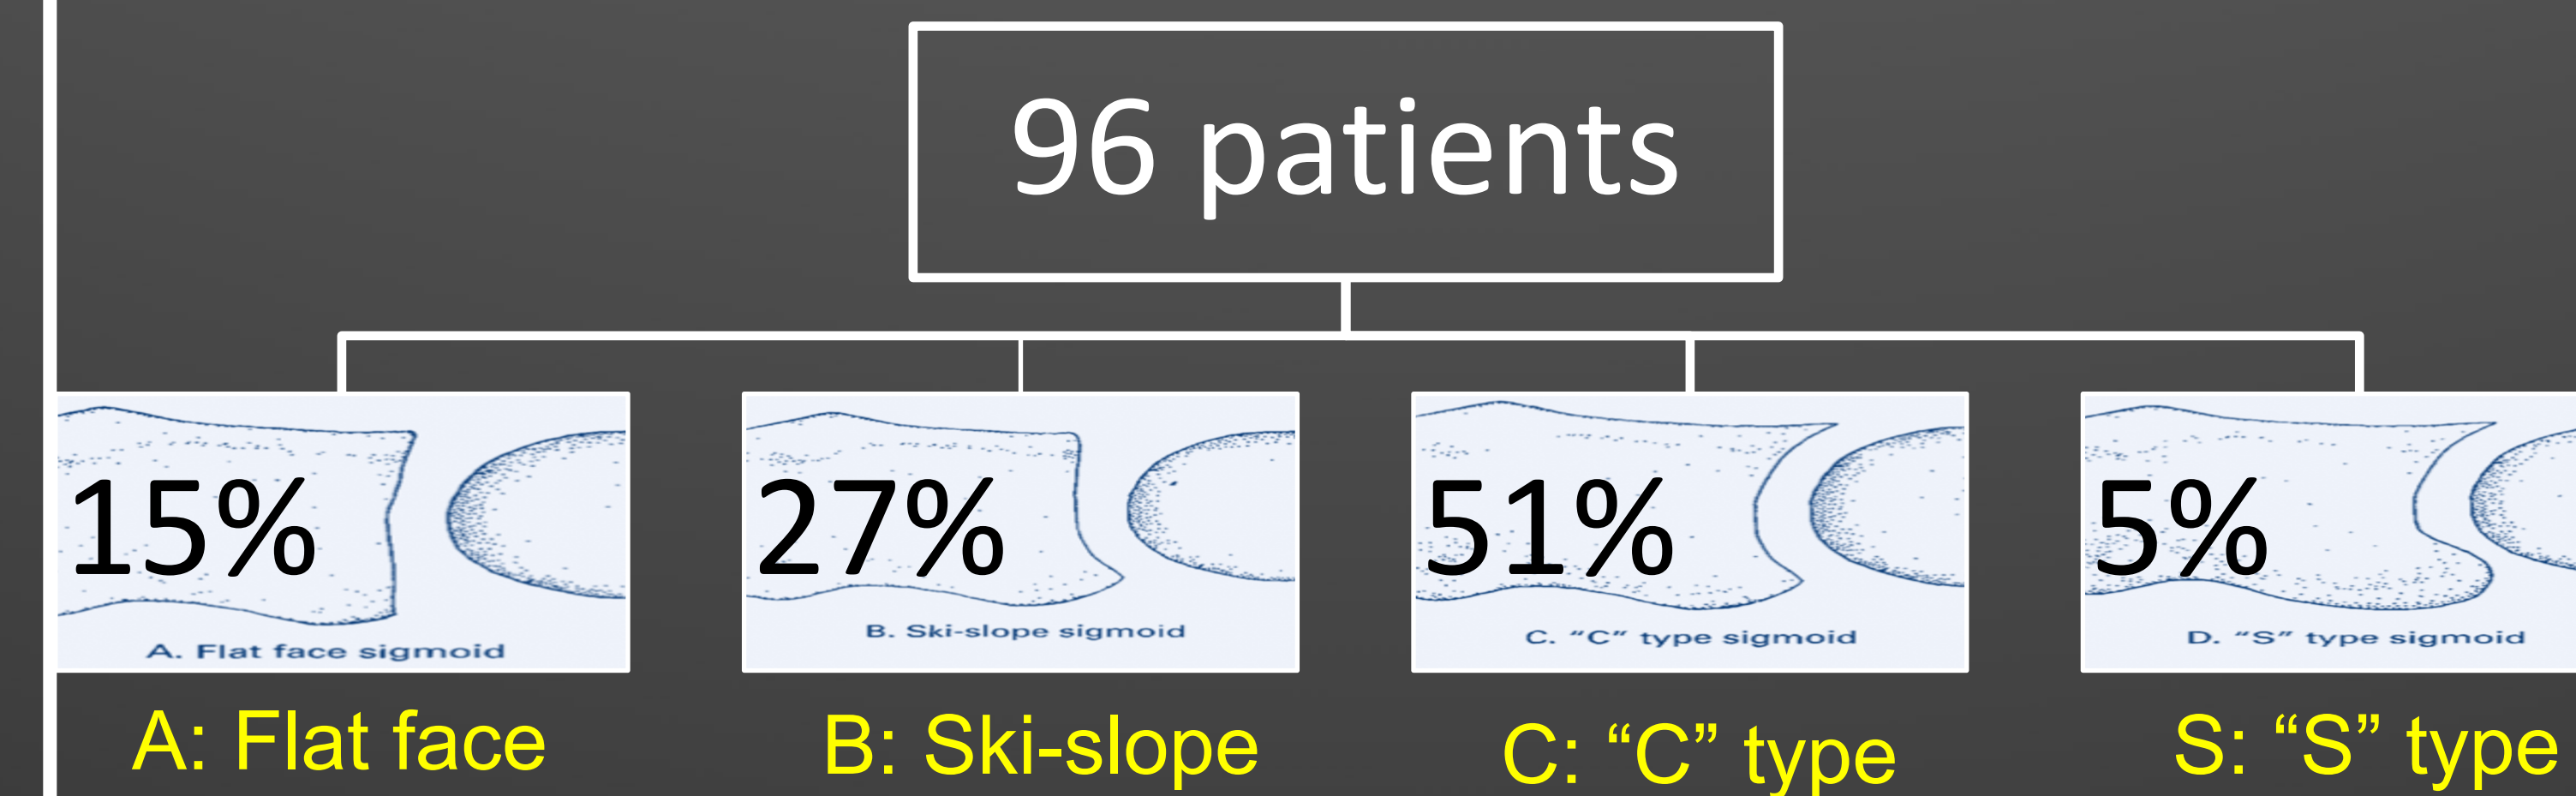 96 patients
15%
A. Flat face sigmoid
27%
B. Ski-slope sigmoid
51%
C. “C” type sigmoid
5%
D. “S” type sigmoid
A: Flat face
B: Ski-slope
C: “C” type
S: “S” type